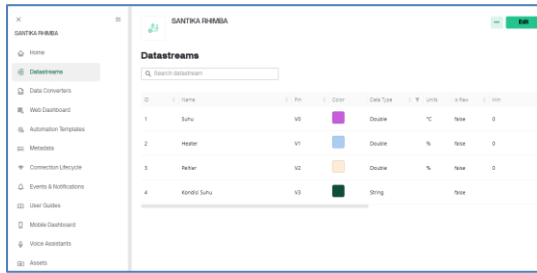 SANTIKA RHIMBA
Home
Datastreams
Data Converters
Web Dashboard
Automation Templates
Metadata
Connection Lifecycle
Events & Notifications
User Guides
Mobile Dashboard
Voice Assistants
Assets
SANTIKA RHIMBA
Edit
Datastreams
Search datastream
ID Name Pin Color Data Type Units Is Raw Min
1 Suhu V0 Double °C false 0
2 Heater V1 Double % false 0
3 Peltier V2 Double % false 0
4 Kondisi Suhu V3 String false